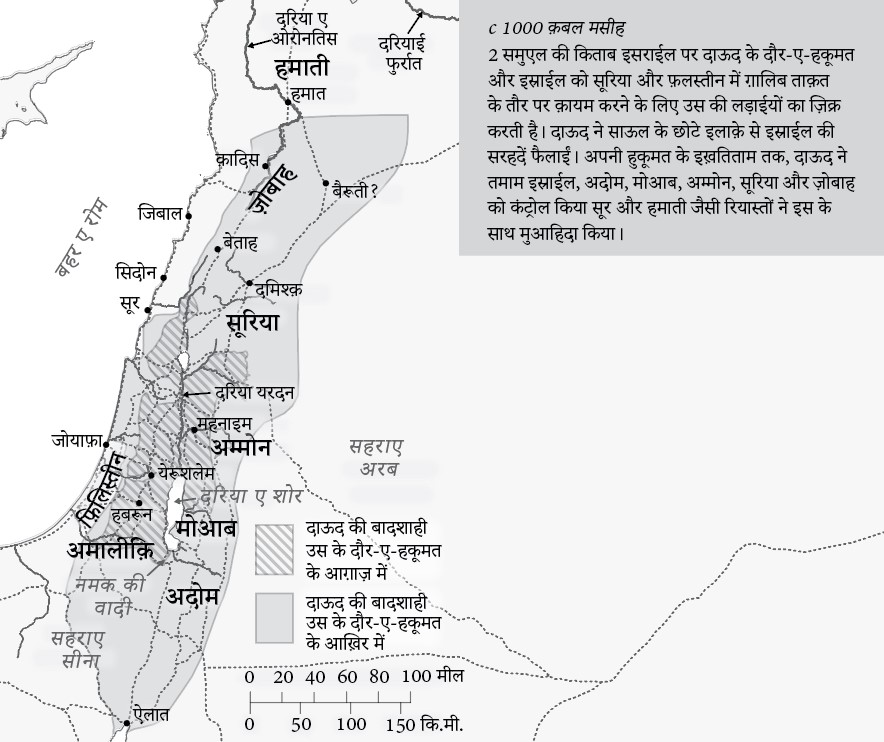 c 1000 क़बल मसीह
2 समुएल की किताब इसराईल पर दाऊद के दौर-ए-हकूमत
और इस्राईल को सूरिया और फ़लस्तीन में ग़ालिब ताक़त
के तौर पर क़ायम करने के लिए उस की लड़ाईयों का ज़िक्र
करती है। दाऊद ने साऊल के छोटे इलाक़े से इस्राईल की
सरहदें फैलाईं। अपनी हुकूमत के इख़तिताम तक, दाऊद ने
तमाम इस्राईल, अदोम, मोआब, अम्मोन, सूरिया और ज़ोबाह
को कंट्रोल किया सूर और हमाती जैसी रियास्तों ने इस के
साथ मुआहिदा किया।
दरिया ए
ओरोनतिस
दरियाई
फुर्रात
हमाती
हमात
क़ादिस
ज़ोबाह
बैरूती?
जिबाल
बहर ए रोम
बेताह
सिदोन
दमिश्क़
सूर
सूरिया
दरिया यरदन
महनाइम
जोयाफ़ा
अम्मोन
सहराए
अरब
फ़िलिस्तीन
येरूशलेम
दरिया ए शोर
हबरून
मोआब
अमालीक़ि
नमक की
वादी
अदोम
सहराए
सीना
ऐलात
दाऊद की बादशाही
उस के दौर-ए-हकूमत
के आग़ाज़ में
दाऊद की बादशाही
उस के दौर-ए-हकूमत
के आख़िर में
0 20 40 60 80 100 मील
0 50 100 150 कि.मी.